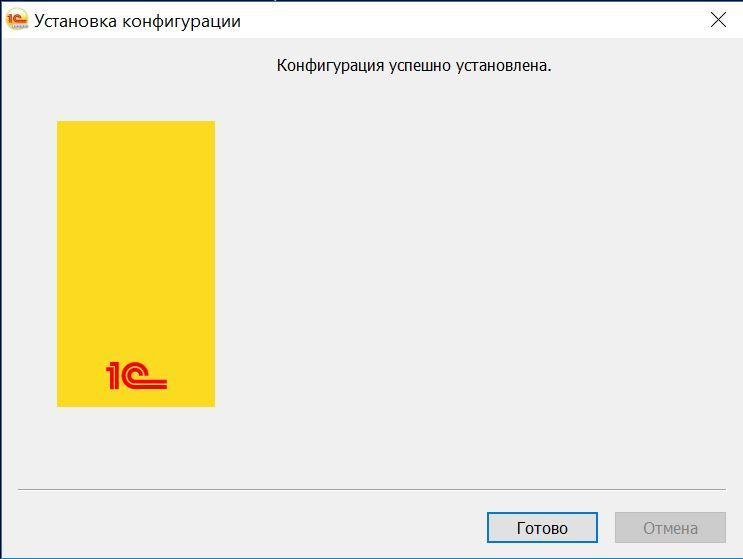 Установка конфигурации
Конфигурация успешно установлена.
1С
Готово
Отмена